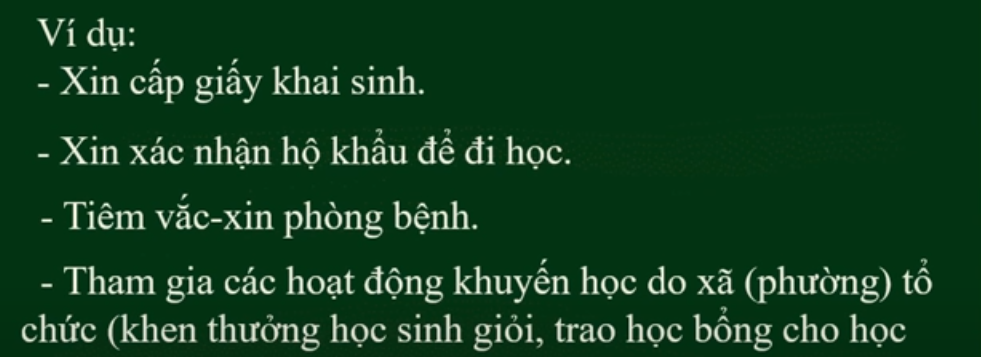 Ví dụ:
- Xin cấp giấy khai sinh.
- Xin xác nhận hộ khẩu để đi học.
- Tiêm vắc-xin phòng bệnh.
- Tham gia các hoạt động khuyến học do xã (phường) tổ
chức (khen thưởng học sinh giỏi, trao học bổng cho học